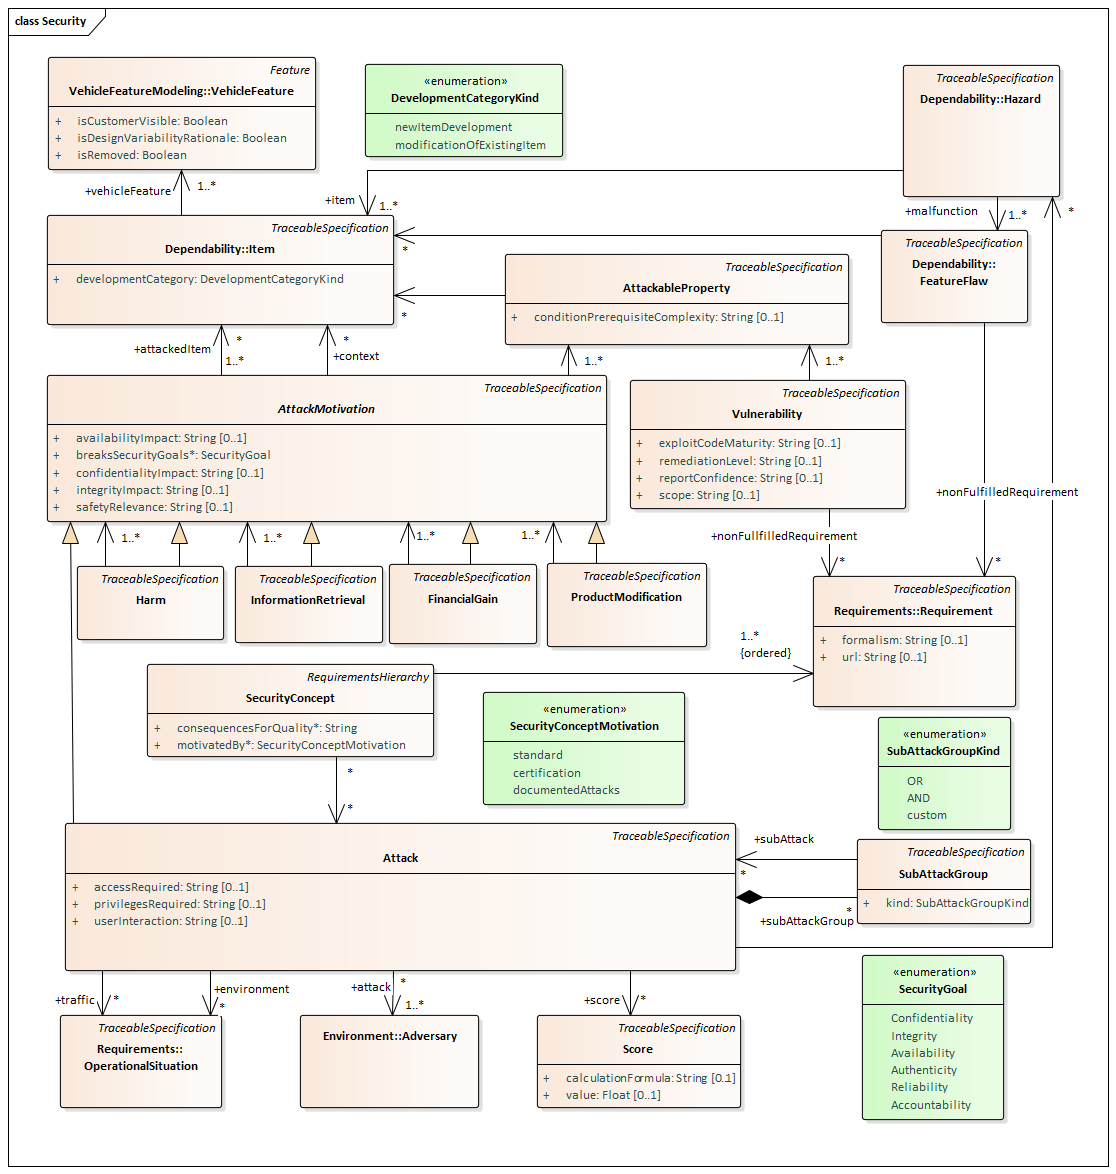 class Security
Feature
VehicleFeatureModeling::VehicleFeature
+ isCustomerVisible: Boolean
+ isDesignVariabilityRationale: Boolean
+ isRemoved: Boolean
«enumeration»
DevelopmentCategoryKind
newItemDevelopment
modificationOfExistingItem
TraceableSpecification
Dependability::Hazard
+vehicleFeature
1..*
+item
1..*
+malfunction
1..*
*
TraceableSpecification
Dependability::Item
+ developmentCategory: DevelopmentCategoryKind
*
*
TraceableSpecification
Dependability::
FeatureFlaw
TraceableSpecification
AttackableProperty
+ conditionPrerequisiteComplexity: String [0..1]
+attackedItem
*
1..*
*
+context
1..*
1..*
TraceableSpecification
AttackMotivation
+ availabilityImpact: String [0..1]
+ breaksSecurityGoals*: SecurityGoal
+ confidentialityImpact: String [0..1]
+ integrityImpact: String [0..1]
+ safetyRelevance: String [0..1]
TraceableSpecification
Vulnerability
+ exploitCodeMaturity: String [0..1]
+ remediationLevel: String [0..1]
+ reportConfidence: String [0..1]
+ scope: String [0..1]
+nonFulfilledRequirement
*
+nonFullfilledRequirement
*
1..*
1..*
1..*
1..*
TraceableSpecification
Harm
TraceableSpecification
InformationRetrieval
TraceableSpecification
FinancialGain
TraceableSpecification
ProductModification
TraceableSpecification
Requirements::Requirement
+ formalism: String [0..1]
+ url: String [0..1]
1..*
{ordered}
RequirementsHierarchy
SecurityConcept
+ consequencesForQuality*: String
+ motivatedBy*: SecurityConceptMotivation
*
*
«enumeration»
SecurityConceptMotivation
standard
certification
documentedAttacks
«enumeration»
SubAttackGroupKind
OR
AND
custom
TraceableSpecification
Attack
+ accessRequired: String [0..1]
+ privilegesRequired: String [0..1]
+ userInteraction: String [0..1]
+subAttack
*
*
+subAttackGroup
TraceableSpecification
SubAttackGroup
+ kind: SubAttackGroupKind
+traffic
*
+environment
*
+attack
*
1..*
+score
*
TraceableSpecification
Requirements::
OperationalSituation
Environment::Adversary
TraceableSpecification
Score
+ calculationFormula: String [0.1]
+ value: Float [0..1]
«enumeration»
SecurityGoal
Confidentiality
Integrity
Availability
Authenticity
Reliability
Accountability